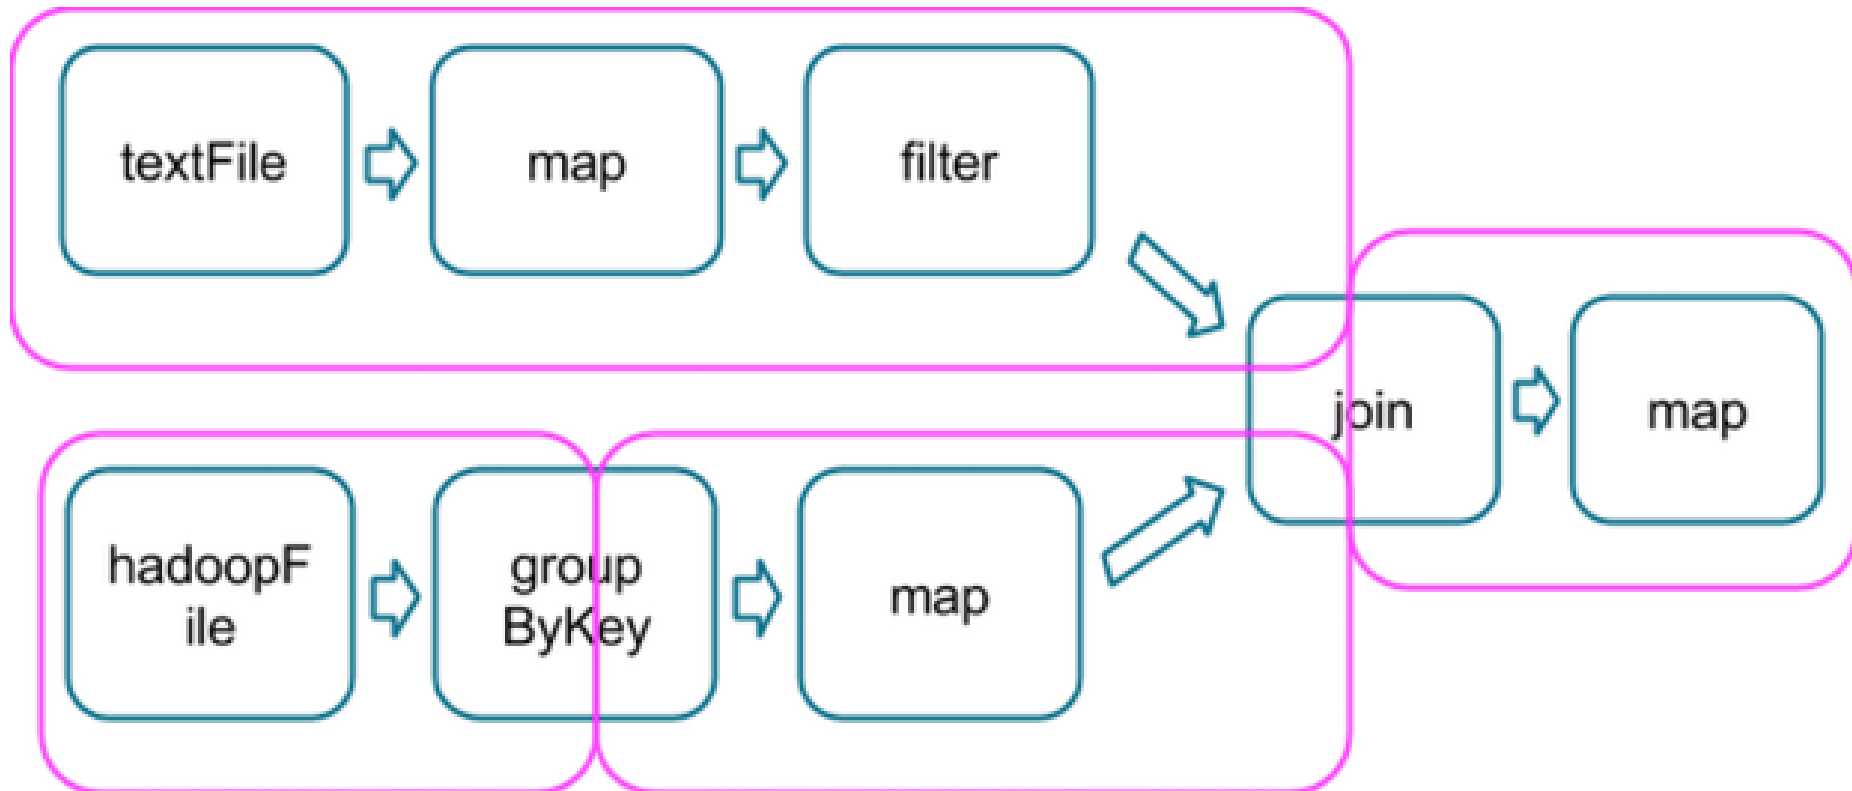 textFile
map
filter
join
map
hadoopF
ile
group
ByKey
map